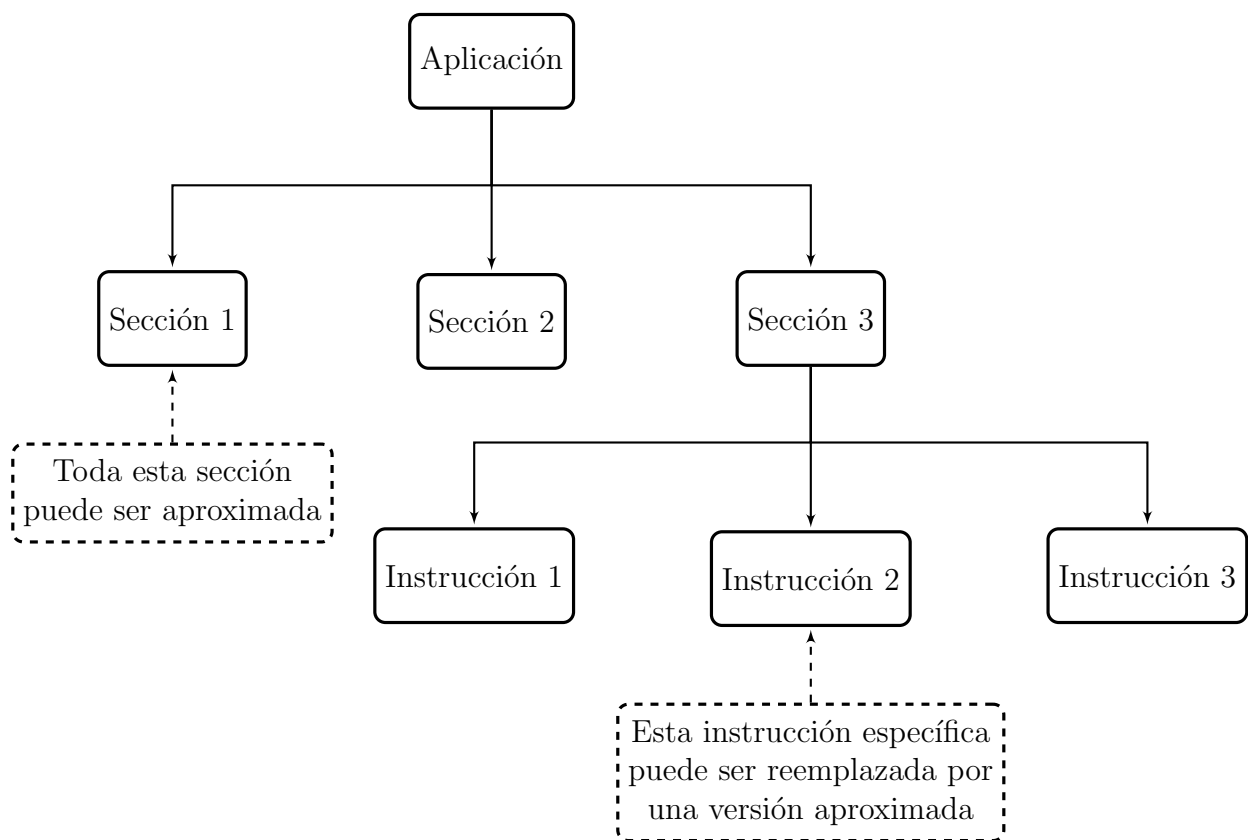 Aplicación
Sección 1
Sección 2
Sección 3
Toda esta sección
puede ser aproximada
Instrucción 1
Instrucción 2
Instrucción 3
Esta instrucción específica
puede ser reemplazada por
una versión aproximada